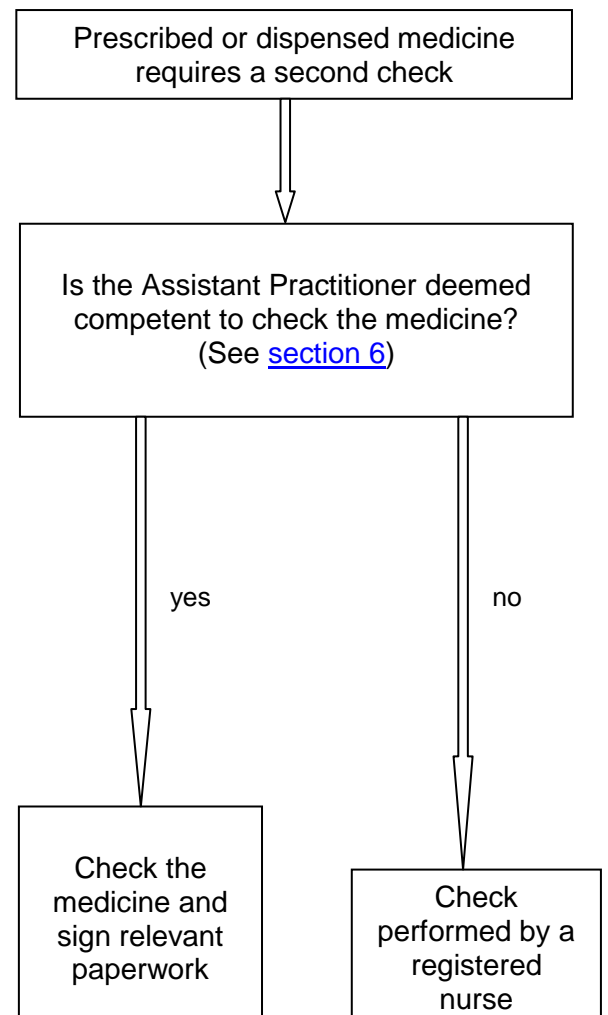 Prescribed or dispensed medicine
requires a second check
Is the Assistant Practitioner deemed
competent to check the medicine?
(See section 6)
yes
no
Check the
medicine and
sign relevant
paperwork
Check
performed by a
registered
nurse